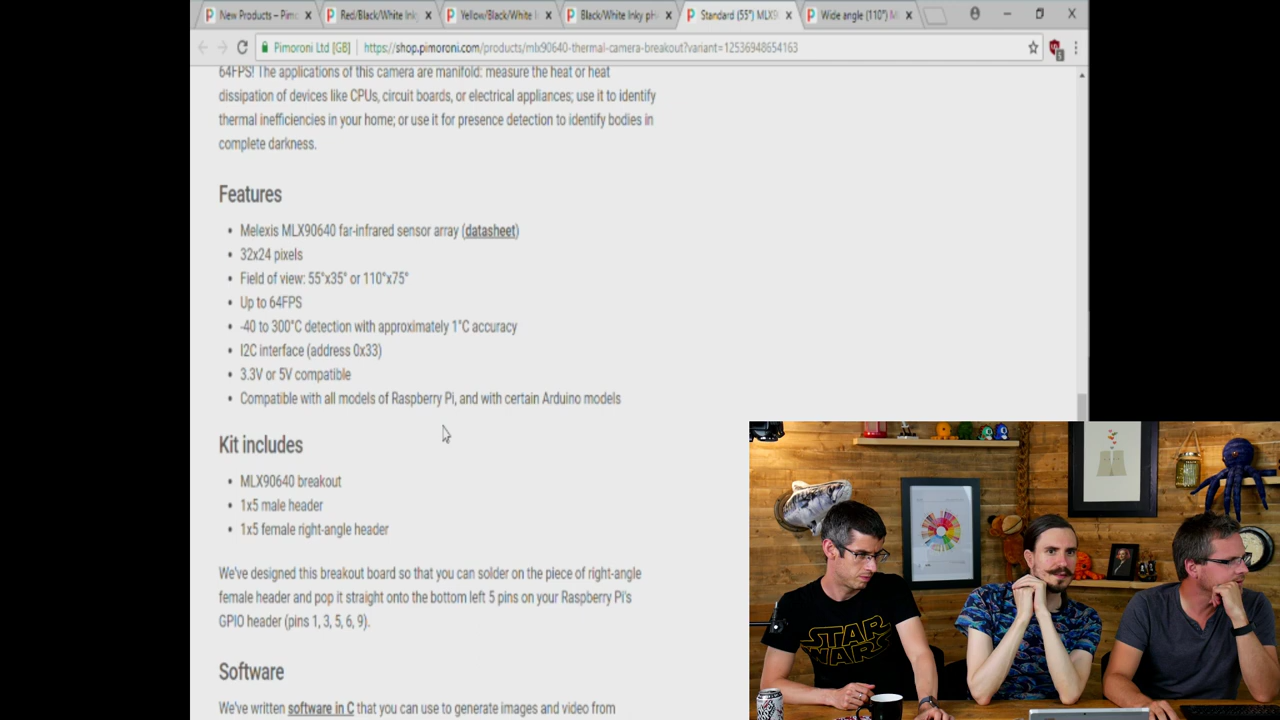 New Products – Pim
Red/Black/White Ink
Yellow/Black/White I
Black/White Inky pH
Standard (55°) MLX9
Wide angle (110°) M
Pimoroni Ltd [GB]
https://shop.pimoroni.com/products/mlx90640-thermal-camera-breakout?variant=12536948654163
64FPS! The applications of this camera are manifold: measure the heat or heat
dissipation of devices like CPUs, circuit boards, or electrical appliances; use it to identify
thermal inefficiencies in your home; or use it for presence detection to identify bodies in
complete darkness.
Features
• Melexis MLX90640 far-infrared sensor array (datasheet)
• 32x24 pixels
• Field of view: 55°x35° or 110°x75°
• Up to 64FPS
• -40 to 300°C detection with approximately 1°C accuracy
• I2C interface (address 0x33)
• 3.3V or 5V compatible
• Compatible with all models of Raspberry Pi, and with certain Arduino models
Kit includes
• MLX90640 breakout
• 1x5 male header
• 1x5 female right-angle header
We've designed this breakout board so that you can solder on the piece of right-angle
female header and pop it straight onto the bottom left 5 pins on your Raspberry Pi's
GPIO header (pins 1, 3, 5, 6, 9).
Software
We've written software in C that you can use to generate images and video from
STAR
WARS